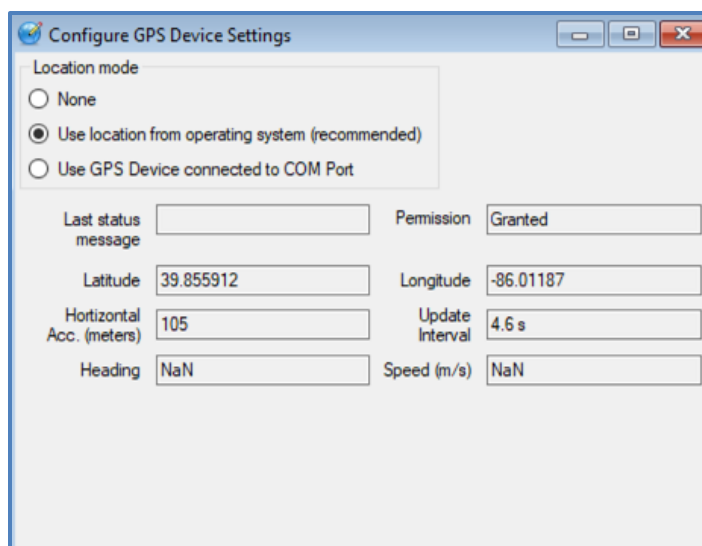 Configure GPS Device Settings
Location mode
None
Use location from operating system (recommended)
Use GPS Device connected to COM Port
Last status
message
Permission
Granted
Latitude
39.855912
Longitude
-86.01187
Hortizontal
Acc. (meters)
105
Update
Interval
4.6 s
Heading
NaN
Speed (m/s)
NaN